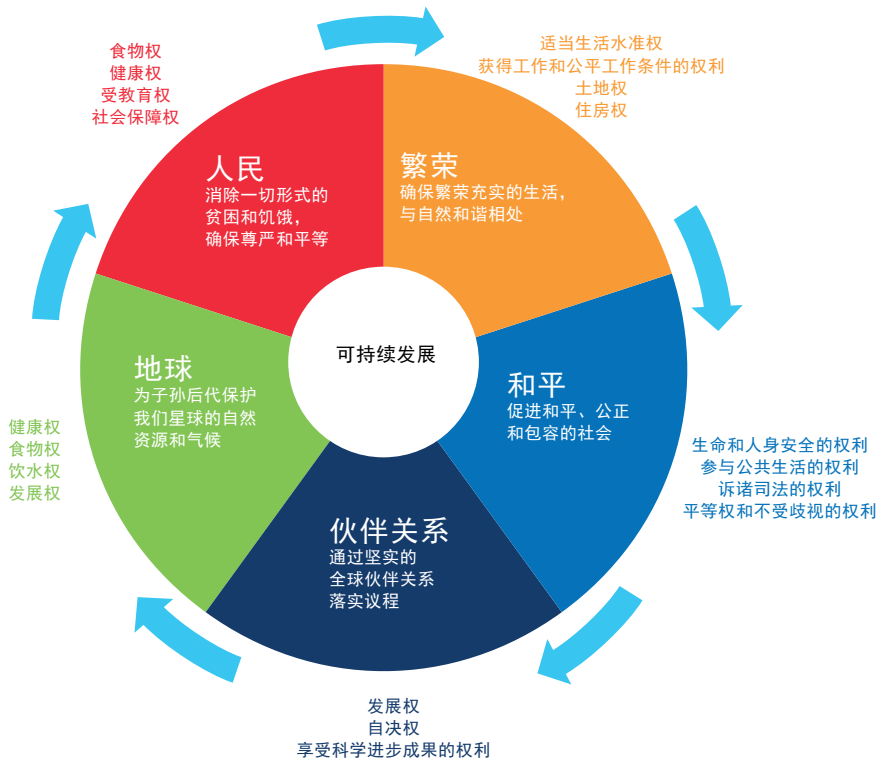 食物权
健康权
受教育权
社会保障权
适当生活水准权
获得工作和公平工作条件的权利
土地权
住房权
人民
消除一切形式的
贫困和饥饿，
确保尊严和平等
繁荣
确保繁荣充实的生活，
与自然和谐相处
可持续发展
地球
为子孙后代保护
我们星球的自然
资源和气候
和平
促进和平、公正
和包容的社会
健康权
食物权
饮水权
发展权
生命和人身安全的权利
参与公共生活的权利
诉诸司法的权利
平等权和不受歧视的权利
伙伴关系
通过坚实的
全球伙伴关系
落实议程
发展权
自决权
享受科学进步成果的权利